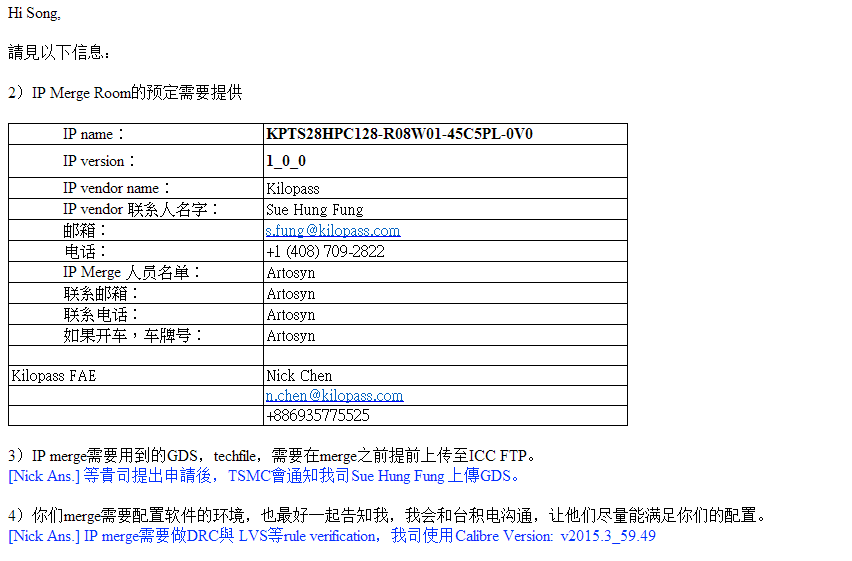 Hi Song,
請見以下信息：
2）IP Merge Room的预定需要提供
IP name： KPTS28HPC128-R08W01-45C5PL-0V0
IP version： 1_0_0
IP vendor name： Kilopass
IP vendor 联系人名字： Sue Hung Fung
邮箱： s.fung@kilopass.com
电话： +1 (408) 709-2822
IP Merge 人员名单： Artosyn
联系邮箱： Artosyn
联系电话： Artosyn
如果开车，车牌号： Artosyn
Kilopass FAE Nick Chen
n.chen@kilopass.com
+886935775525
3）IP merge需要用到的GDS，techfile，需要在merge之前提前上传至ICC FTP。
[Nick Ans.] 等貴司提出申請後，TSMC會通知我司Sue Hung Fung 上傳GDS。
4）你们merge需要配置软件的环境，也最好一起告知我，我会和台积电沟通，让他们尽量能满足你们的配置。
[Nick Ans.] IP merge需要做DRC與 LVS等rule verification，我司使用Calibre Version: v2015.3_59.49